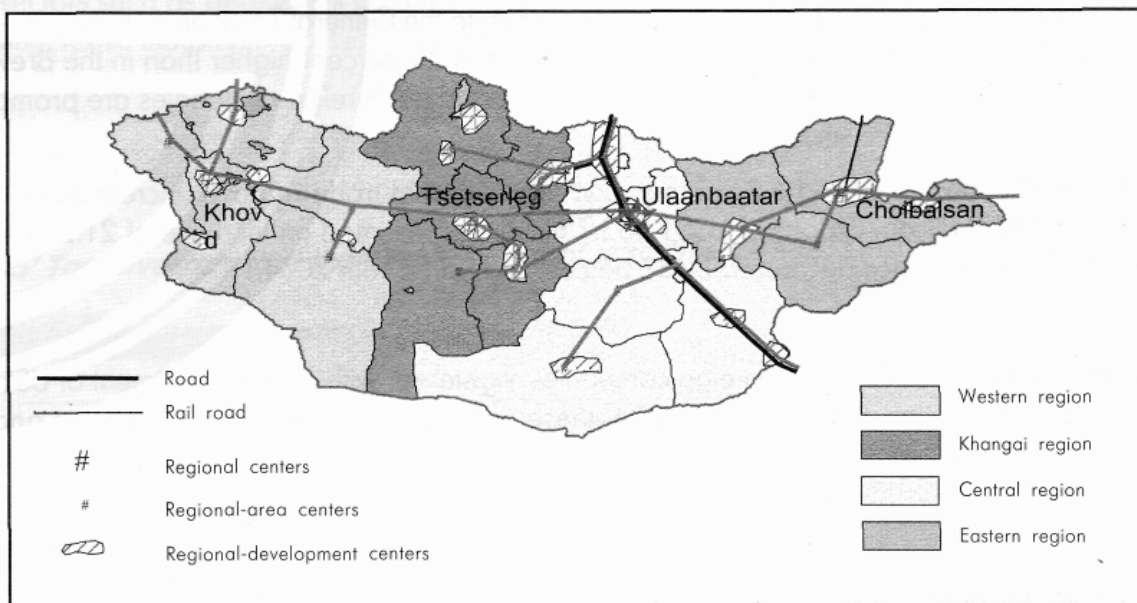 Tsetserleg
Ulaanbaatar
Khov
d
Choibalsan
Road
Rail road
# Regional centers
# Regional-area centers
Regional-development centers
Western region
Khangai region
Central region
Eastern region